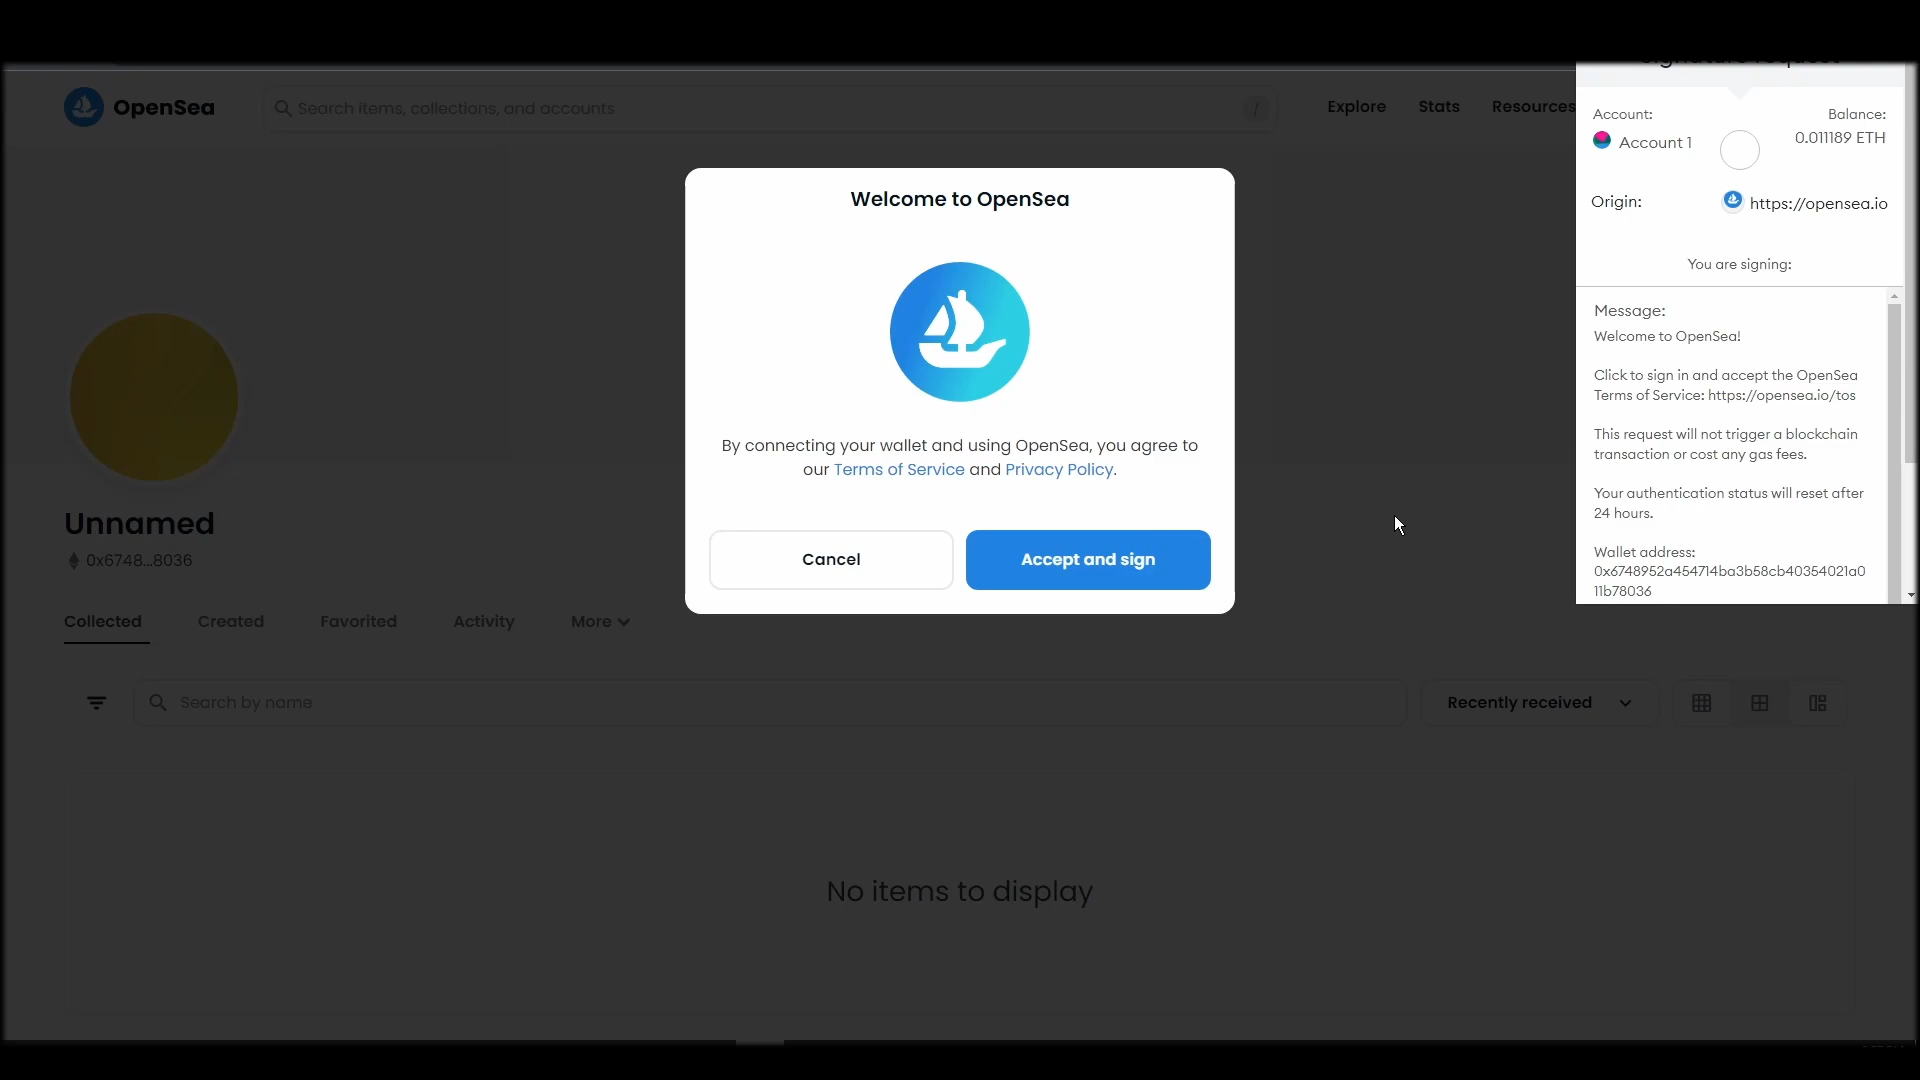 Signature request
OpenSea
Search items, collections, and accounts
/
Explore
Stats
Resources
Account:
Balance:
Account 1
0.011189 ETH
Origin:
https://opensea.io
You are signing:
Message:
Welcome to OpenSea!
Click to sign in and accept the OpenSea
Terms of Service: https://opensea.io/tos
This request will not trigger a blockchain
transaction or cost any gas fees.
Your authentication status will reset after
24 hours.
Wallet address:
0x6748952a454714ba3b58cb40354021a0
11b78036
Welcome to OpenSea
By connecting your wallet and using OpenSea, you agree to
our Terms of Service and Privacy Policy.
Cancel
Accept and sign
Unnamed
0x6748...8036
Collected
Created
Favorited
Activity
More
Search by name
Recently received
No items to display